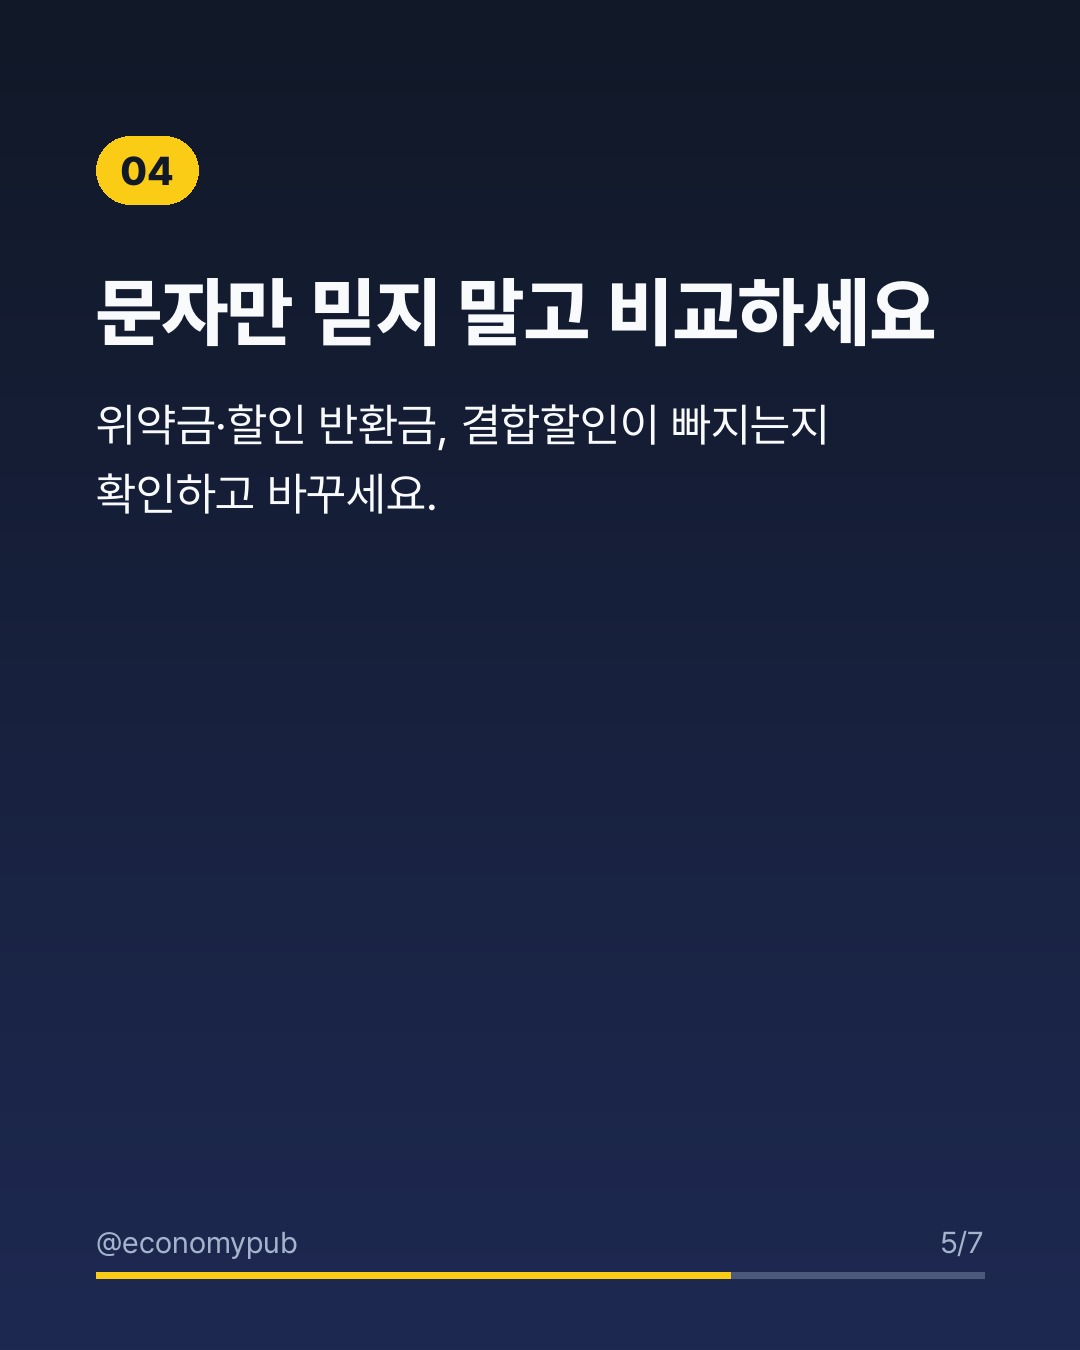 04
문자만 믿지 말고 비교하세요
위약금·할인 반환금, 결합할인이 빠지는지
확인하고 바꾸세요.
@economypub
5/7